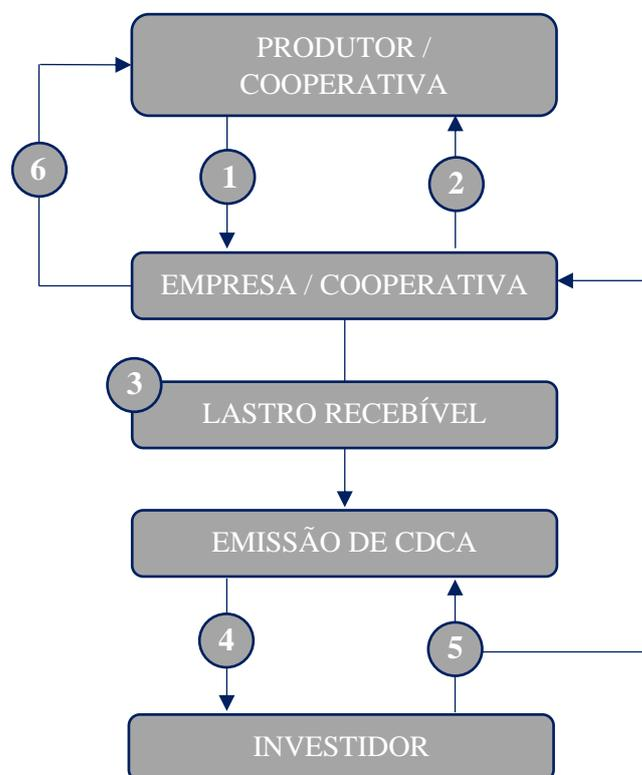 PRODUTOR /
COOPERATIVA
6
1
2
EMPRESA / COOPERATIVA
3
LASTRO RECEBÍVEL
EMISSÃO DE CDCA
4
5
INVESTIDOR